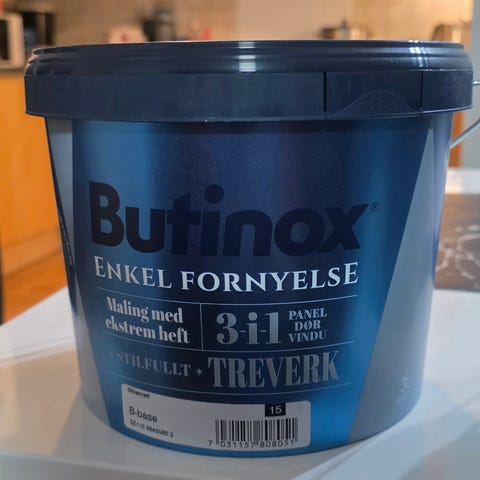 Butinox®
ENKEL FORNYELSE
Maling med
ekstrem heft
3-i-1
PANEL
DØR
VINDU
STILFULLT * TREVERK
B-base
15
7 031157 808051
3L